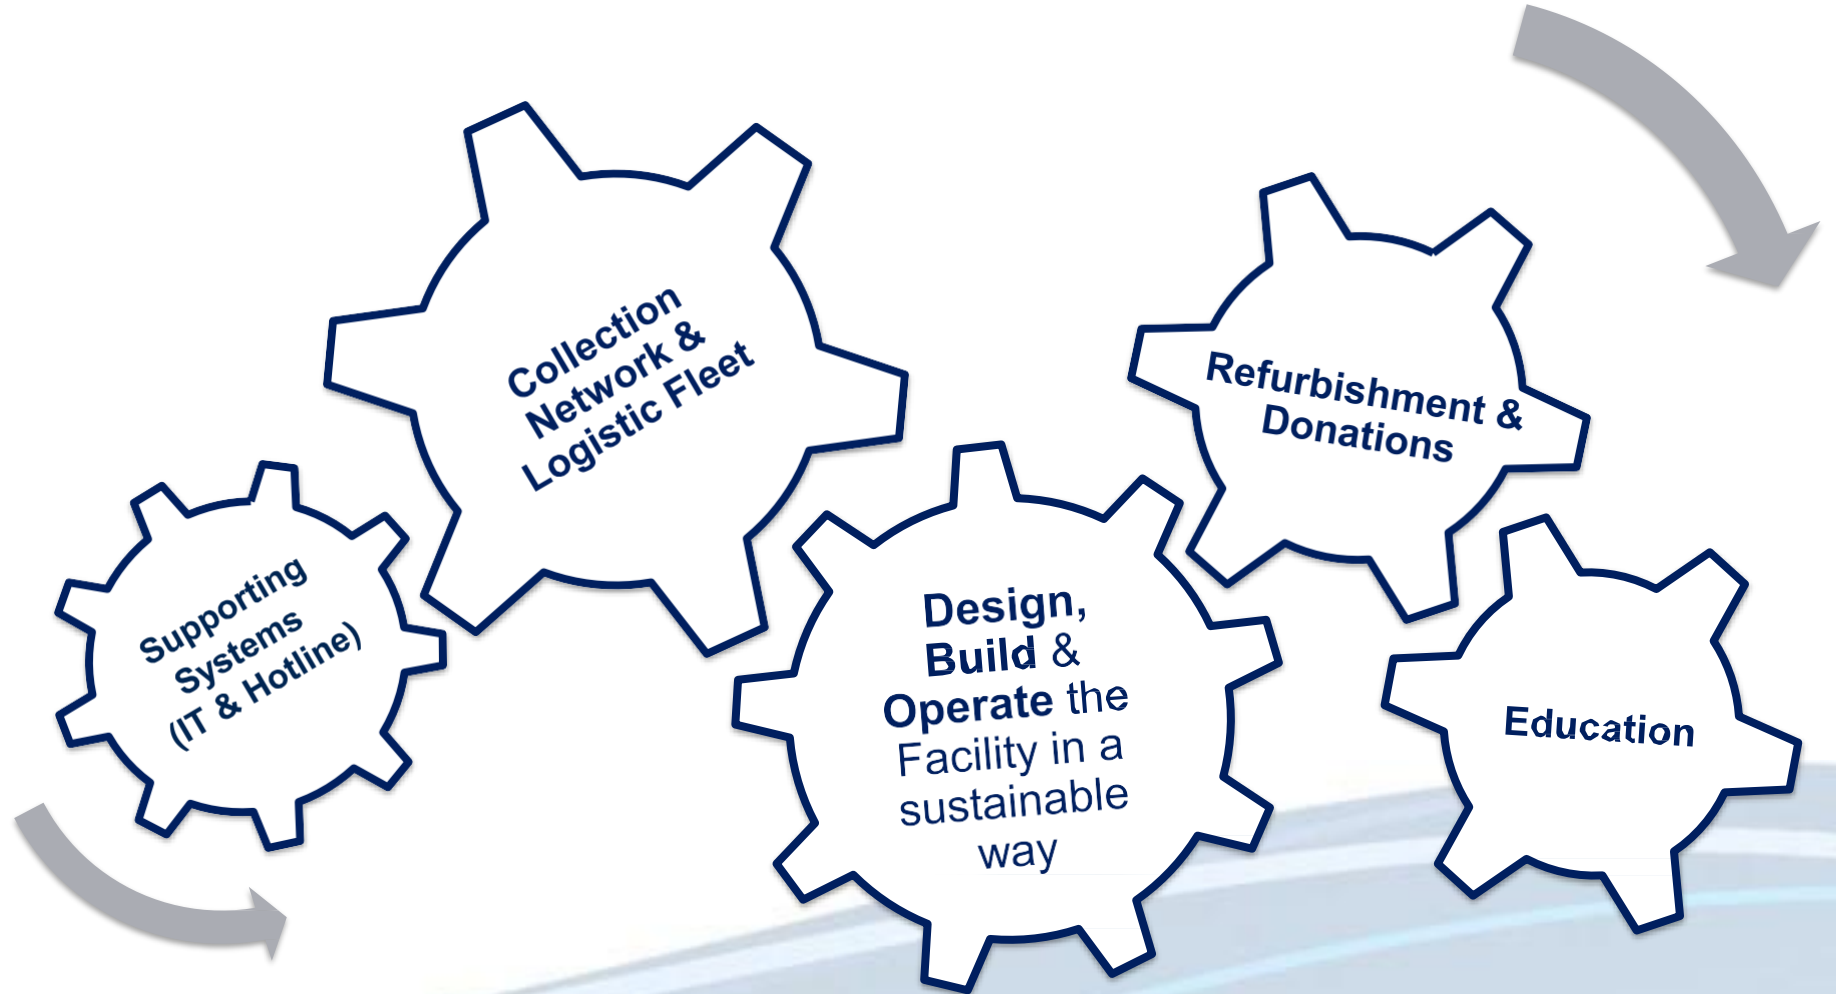 Collection
Network &
Logistic Fleet
Refurbishment &
Donations
Supporting
Systems
(IT & Hotline)
Design,
Build &
Operate the
Facility in a
sustainable
way
Education